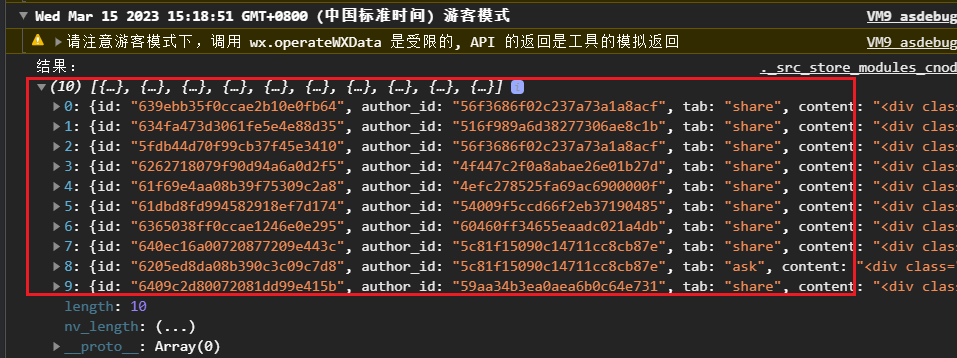 ▼Wed Mar 15 2023 15:18:51 GMT+0800 (中国标准时间) 游客模式 VM9 asdebug
▶请注意游客模式下，调用 wx.operateWXData 是受限的, API 的返回是工具的模拟返回 VM9 asdebug
结果： ._src_store_modules_cnod
▼(10) [{…}, {…}, {…}, {…}, {…}, {…}, {…}, {…}, {…}, {…}] i
▶0: {id: "639ebb35f0ccae2b10e0fb64", author_id: "56f3686f02c237a73a1a8acf", tab: "share", content: "<div clas
▶1: {id: "634fa473d3061fe5e4e88d35", author_id: "516f989a6d38277306ae8c1b", tab: "share", content: "<div clas
▶2: {id: "5fdb44d70f99cb37f45e3410", author_id: "56f3686f02c237a73a1a8acf", tab: "share", content: "<div clas
▶3: {id: "6262718079f90d94a6a0d2f5", author_id: "4f447c2f0a8abae26e01b27d", tab: "share", content: "<div clas
▶4: {id: "61f69e4aa08b39f75309c2a8", author_id: "4efc278525fa69ac6900000f", tab: "share", content: "<div clas
▶5: {id: "61dbd8fd994582918ef7d174", author_id: "54009f5ccd66f2eb37190485", tab: "share", content: "<div clas
▶6: {id: "6365038ff0ccae1246e0e295", author_id: "60460ff34655eaadc021a4db", tab: "share", content: "<div clas
▶7: {id: "640ec16a00720877209e443c", author_id: "5c81f15090c14711cc8cb87e", tab: "share", content: "<div clas
▶8: {id: "6205ed8da08b390c3c09c7d8", author_id: "5c81f15090c14711cc8cb87e", tab: "ask", content: "<div class=
▶9: {id: "6409c2d80072081dd99e415b", author_id: "59aa34b3ea0aea6b0c64e731", tab: "share", content: "<div clas
length: 10
nv_length: (...)
▶__proto__: Array(0)